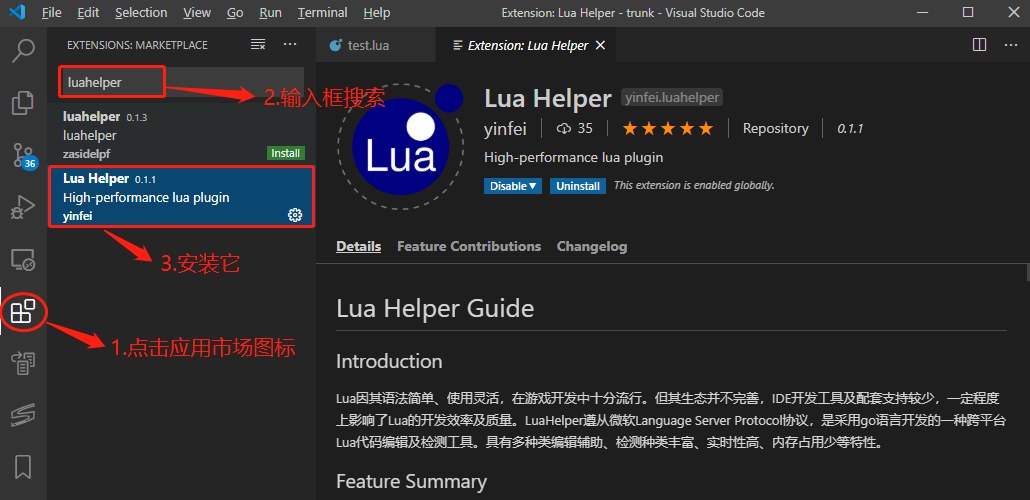 File Edit Selection View Go Run Terminal Help
Extension: Lua Helper - trunk - Visual Studio Code
EXTENSIONS: MARKETPLACE
luahelper
2.输入框搜索
luahelper 0.1.3
luahelper
zasidelpf
Install
Lua Helper 0.1.1
High-performance lua plugin
yinfei
3.安装它
36
1.点击应用市场图标
test.lua
Extension: Lua Helper
Lua
Lua Helper yinfei.luahelper
yinfei 35 Repository 0.1.1
High-performance lua plugin
Disable Uninstall This extension is enabled globally.
Details Feature Contributions Changelog
Lua Helper Guide
Introduction
Lua因其语法简单、使用灵活，在游戏开发中十分流行。但其生态并不完善，IDE开发工具及配套支持较少，一定程度
上影响了Lua的开发效率及质量。LuaHelper遵从微软Language Server Protocol协议，是采用go语言开发的一种跨平台
Lua代码编辑及检测工具。具有多种类编辑辅助、检测种类丰富、实时性高、内存占用少等特性。
Feature Summary